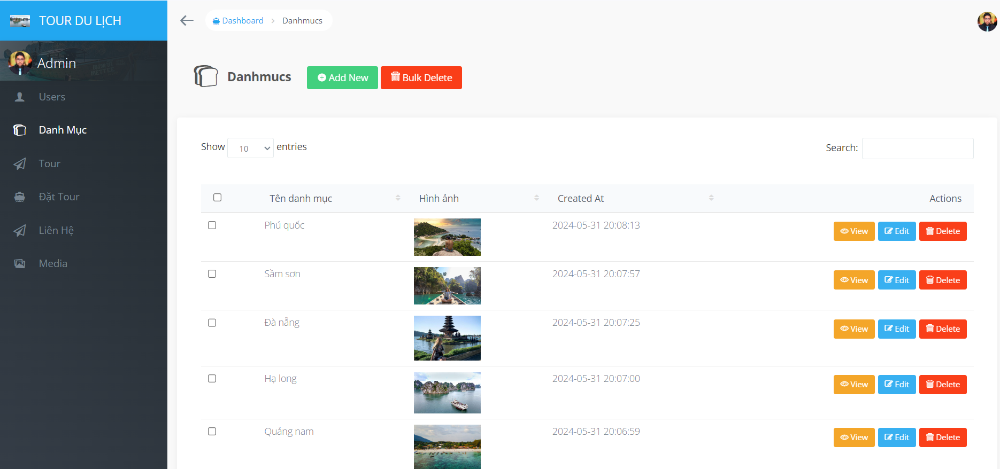 TOUR DU LỊCH
Dashboard > Danhmucs
Admin
Danhmucs
Add New
Bulk Delete
Users
Danh Mục
Tour
Đặt Tour
Liên Hệ
Media
Show 10 entries
Search:
Tên danh mục Hình ảnh Created At Actions
Phú quốc 2024-05-31 20:08:13 View Edit Delete
Sầm sơn 2024-05-31 20:07:57 View Edit Delete
Đà nẵng 2024-05-31 20:07:25 View Edit Delete
Hạ long 2024-05-31 20:07:00 View Edit Delete
Quảng nam 2024-05-31 20:06:59 View Edit Delete